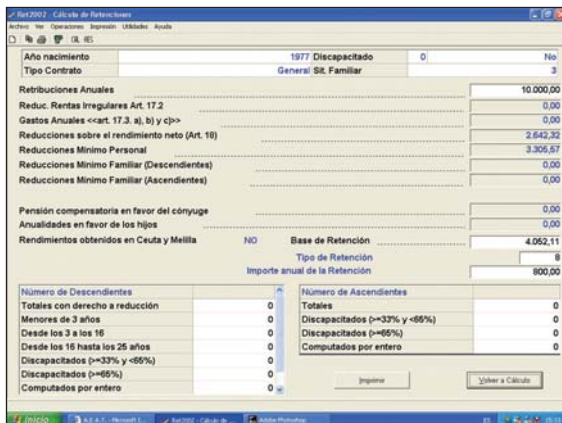 Ret2002 - Cálculo de Retenciones
Archivo Ver Operaciones Impresión Utilidades Ayuda
Año nacimiento 1977 Discapacitado 0 No
Tipo Contrato General Sit. Familiar 3
Retribuciones Anuales 10.000,00
Reduc. Rentas Irregulares Art. 17.2 0,00
Gastos Anuales <<art. 17.3. a), b) y c)>> 0,00
Reducciones sobre el rendimiento neto (Art. 18) 2.642,32
Reducciones Mínimo Personal 3.305,57
Reducciones Mínimo Familiar (Descendientes) 0,00
Reducciones Mínimo Familiar (Ascendientes) 0,00
Pensión compensatoria en favor del cónyuge 0,00
Anualidades en favor de los hijos 0,00
Rendimientos obtenidos en Ceuta y Melilla NO Base de Retención 4.052,11
Tipo de Retención 8
Importe anual de la Retención 800,00
Número de Descendientes
Totales con derecho a reducción 0
Menores de 3 años 0
Desde los 3 a los 16 0
Desde los 16 hasta los 25 años 0
Discapacitados (>=33% y <65%) 0
Discapacitados (>=65%) 0
Computados por entero 0
Número de Ascendientes
Totales 0
Discapacitados (>=33% y <65%) 0
Discapacitados (>=65%) 0
Computados por entero 0
Imprimir Volver a Cálculo
Inicio A.E.A.T. - Microsoft I... Ret2002 - Cálculo de ... Adobe Photoshop ES